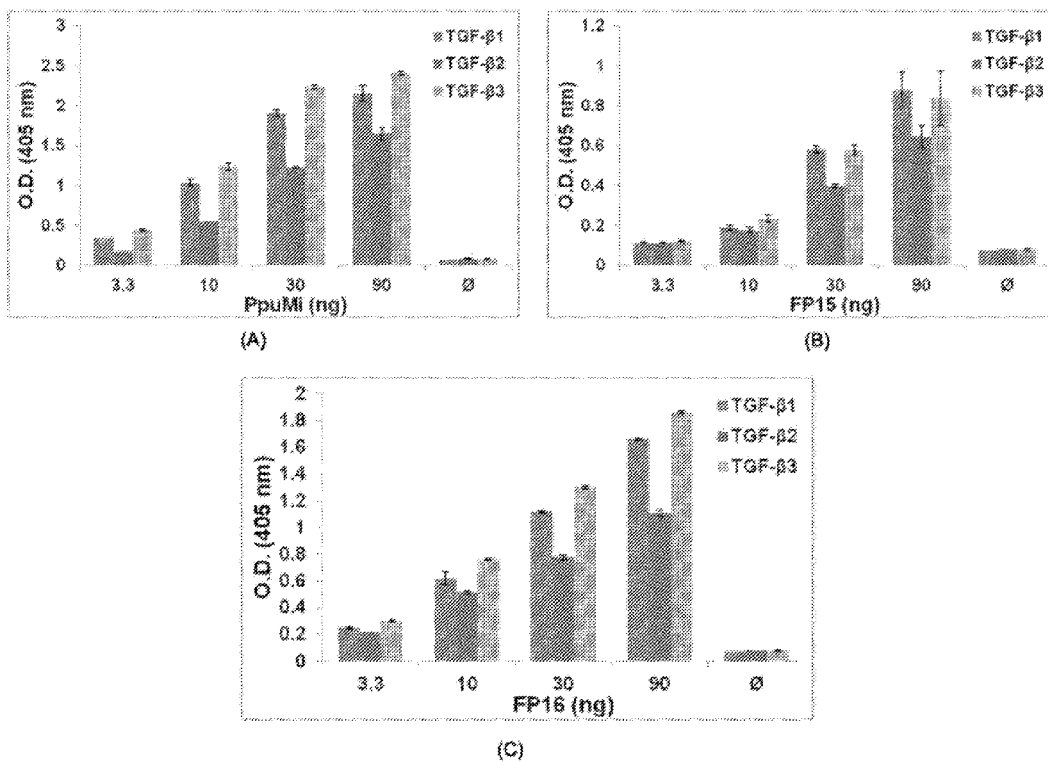 3
2.5
2
1.5
1
0.5
0
O.D. (405 nm)
TGF-β1
TGF-β2
TGF-β3
3.3 10 30 90 Ø
PpuMi (ng)
(A)
1.2
1
0.8
0.6
0.4
0.2
0
O.D. (405 nm)
TGF-β1
TGF-β2
TGF-β3
3.3 10 30 90 Ø
FP15 (ng)
(B)
2
1.8
1.6
1.4
1.2
1
0.8
0.6
0.4
0.2
0
O.D. (405 nm)
TGF-β1
TGF-β2
TGF-β3
3.3 10 30 90 Ø
FP16 (ng)
(C)